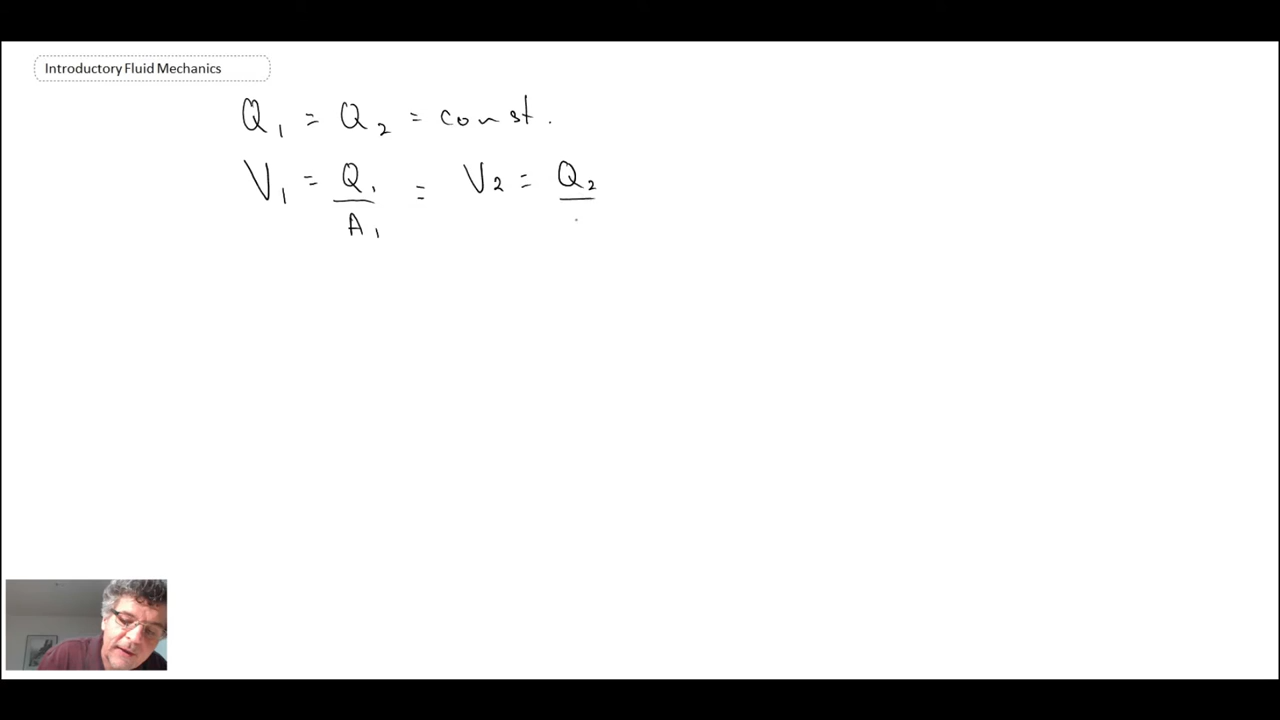 Introductory Fluid Mechanics
Q₁ = Q₂ = const.
V₁ = Q₁/A₁ = V₂ = Q₂/